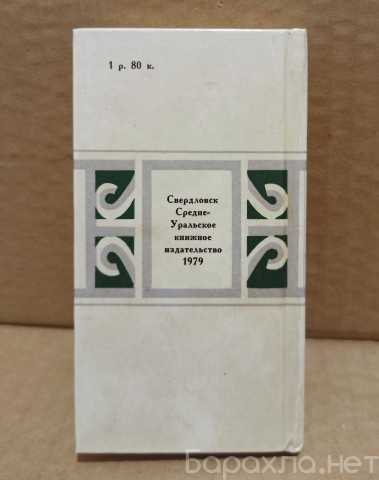 1 р. 80 к.
Свердловск
Средне-
Уральское
книжное
издательство
1979
Барахла.нет